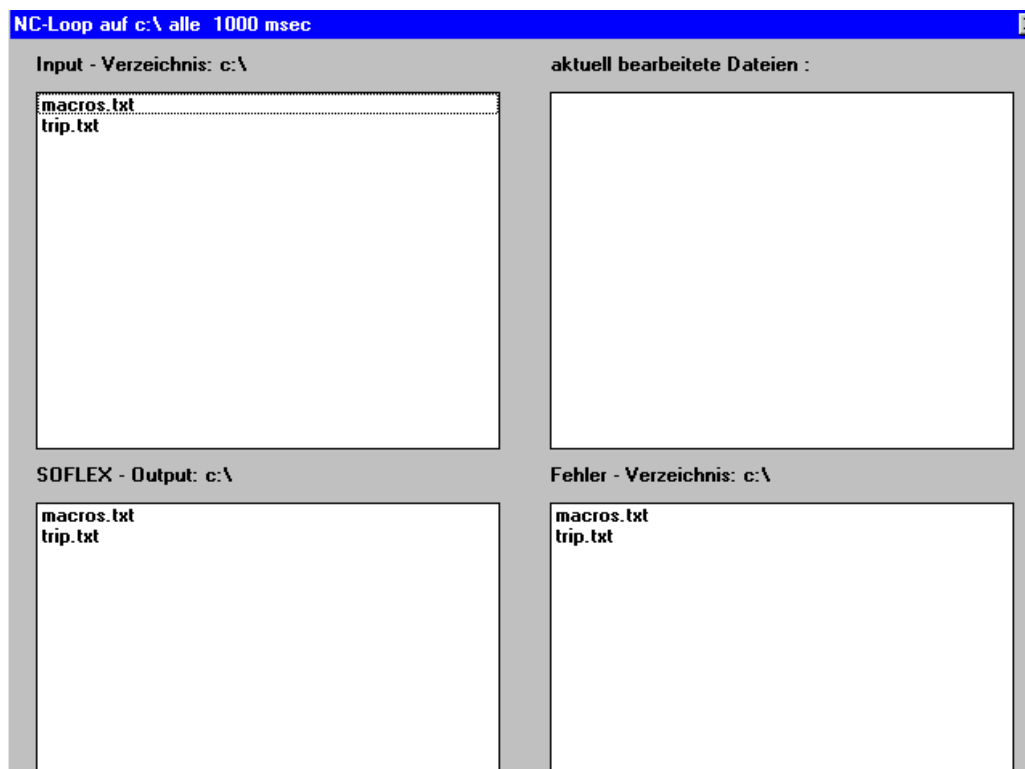 NC-Loop auf c:\ alle  1000 msec
Input - Verzeichnis: c:\
macros.txt
trip.txt
aktuell bearbeitete Dateien :
SOFLEX - Output: c:\
macros.txt
trip.txt
Fehler - Verzeichnis: c:\
macros.txt
trip.txt